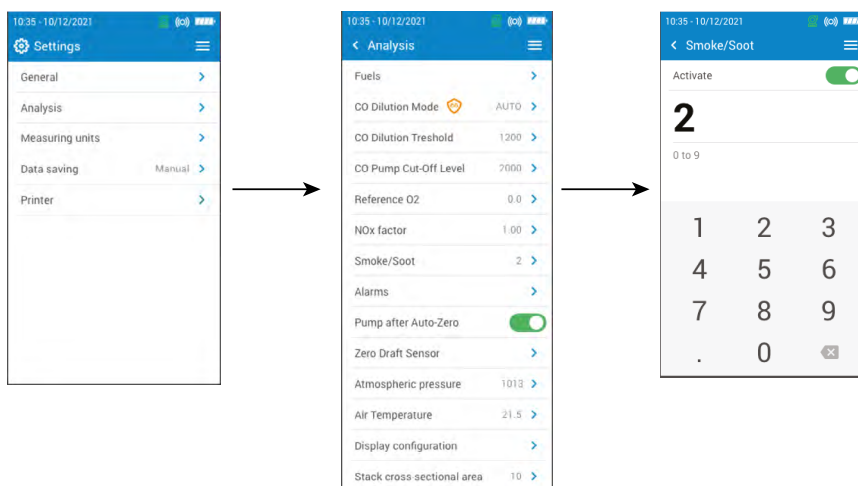 10:35 - 10/12/2021
Settings
General
Analysis
Measuring units
Data saving Manual
Printer
10:35 - 10/12/2021
Analysis
Fuels
CO Dilution Mode AUTO
CO Dilution Treshold 1200
CO Pump Cut-Off Level 2000
Reference O2 0.0
NOx factor 1.00
Smoke/Soot 2
Alarms
Pump after Auto-Zero
Zero Draft Sensor
Atmospheric pressure 1013
Air Temperature 21.5
Display configuration
Stack cross-sectional area 10
10:35 - 10/12/2021
Smoke/Soot
Activate
2
0 to 9
1 2 3
4 5 6
7 8 9
. 0